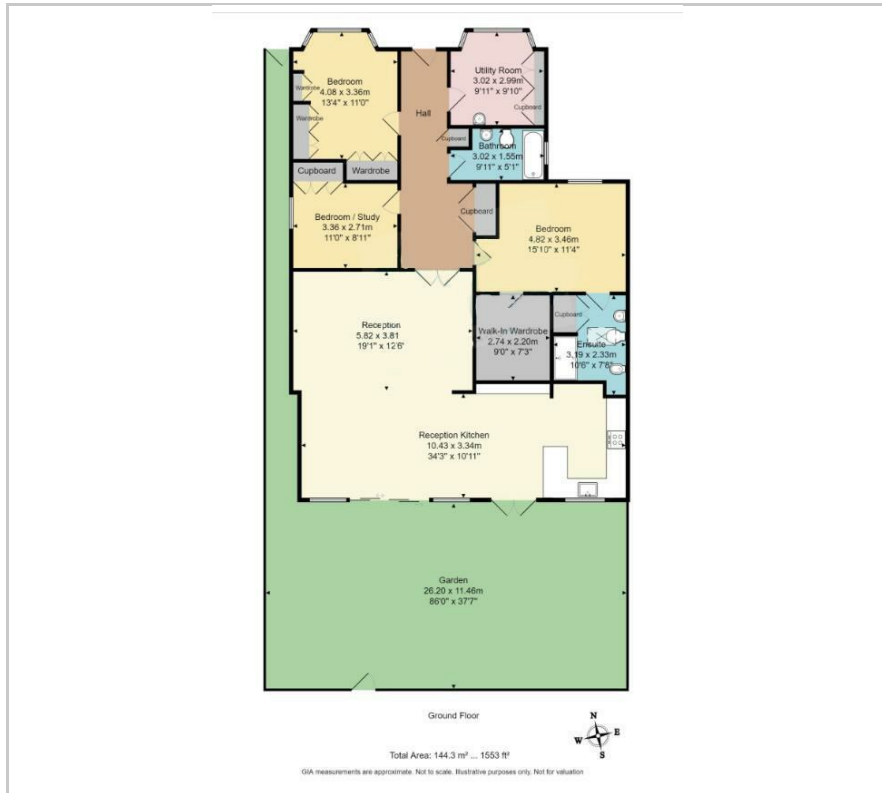 Bedroom
4.08 x 3.36m
13'4" x 11'0"
Wardrobe
Wardrobe
Cupboard
Wardrobe
Hall
Utility Room
3.02 x 2.99m
9'11" x 9'10"
Cupboard
Cupboard
Bathroom
3.02 x 1.55m
9'11" x 5'1"
Bedroom / Study
3.36 x 2.71m
11'0" x 8'11"
Cupboard
Bedroom
4.82 x 3.46m
15'10" x 11'4"
Reception
5.82 x 3.81
19'1" x 12'6"
Walk-In Wardrobe
2.74 x 2.20m
9'0" x 7'3"
Cupboard
Ensuite
3.19 x 2.33m
10'6" x 7'8"
Reception Kitchen
10.43 x 3.34m
34'3" x 10'11"
Garden
26.20 x 11.46m
86'0" x 37'7"
Ground Floor
N
W E
S
Total Area: 144.3 m² ... 1553 ft²
GIA measurements are approximate. Not to scale. Illustrative purposes only. Not for valuation